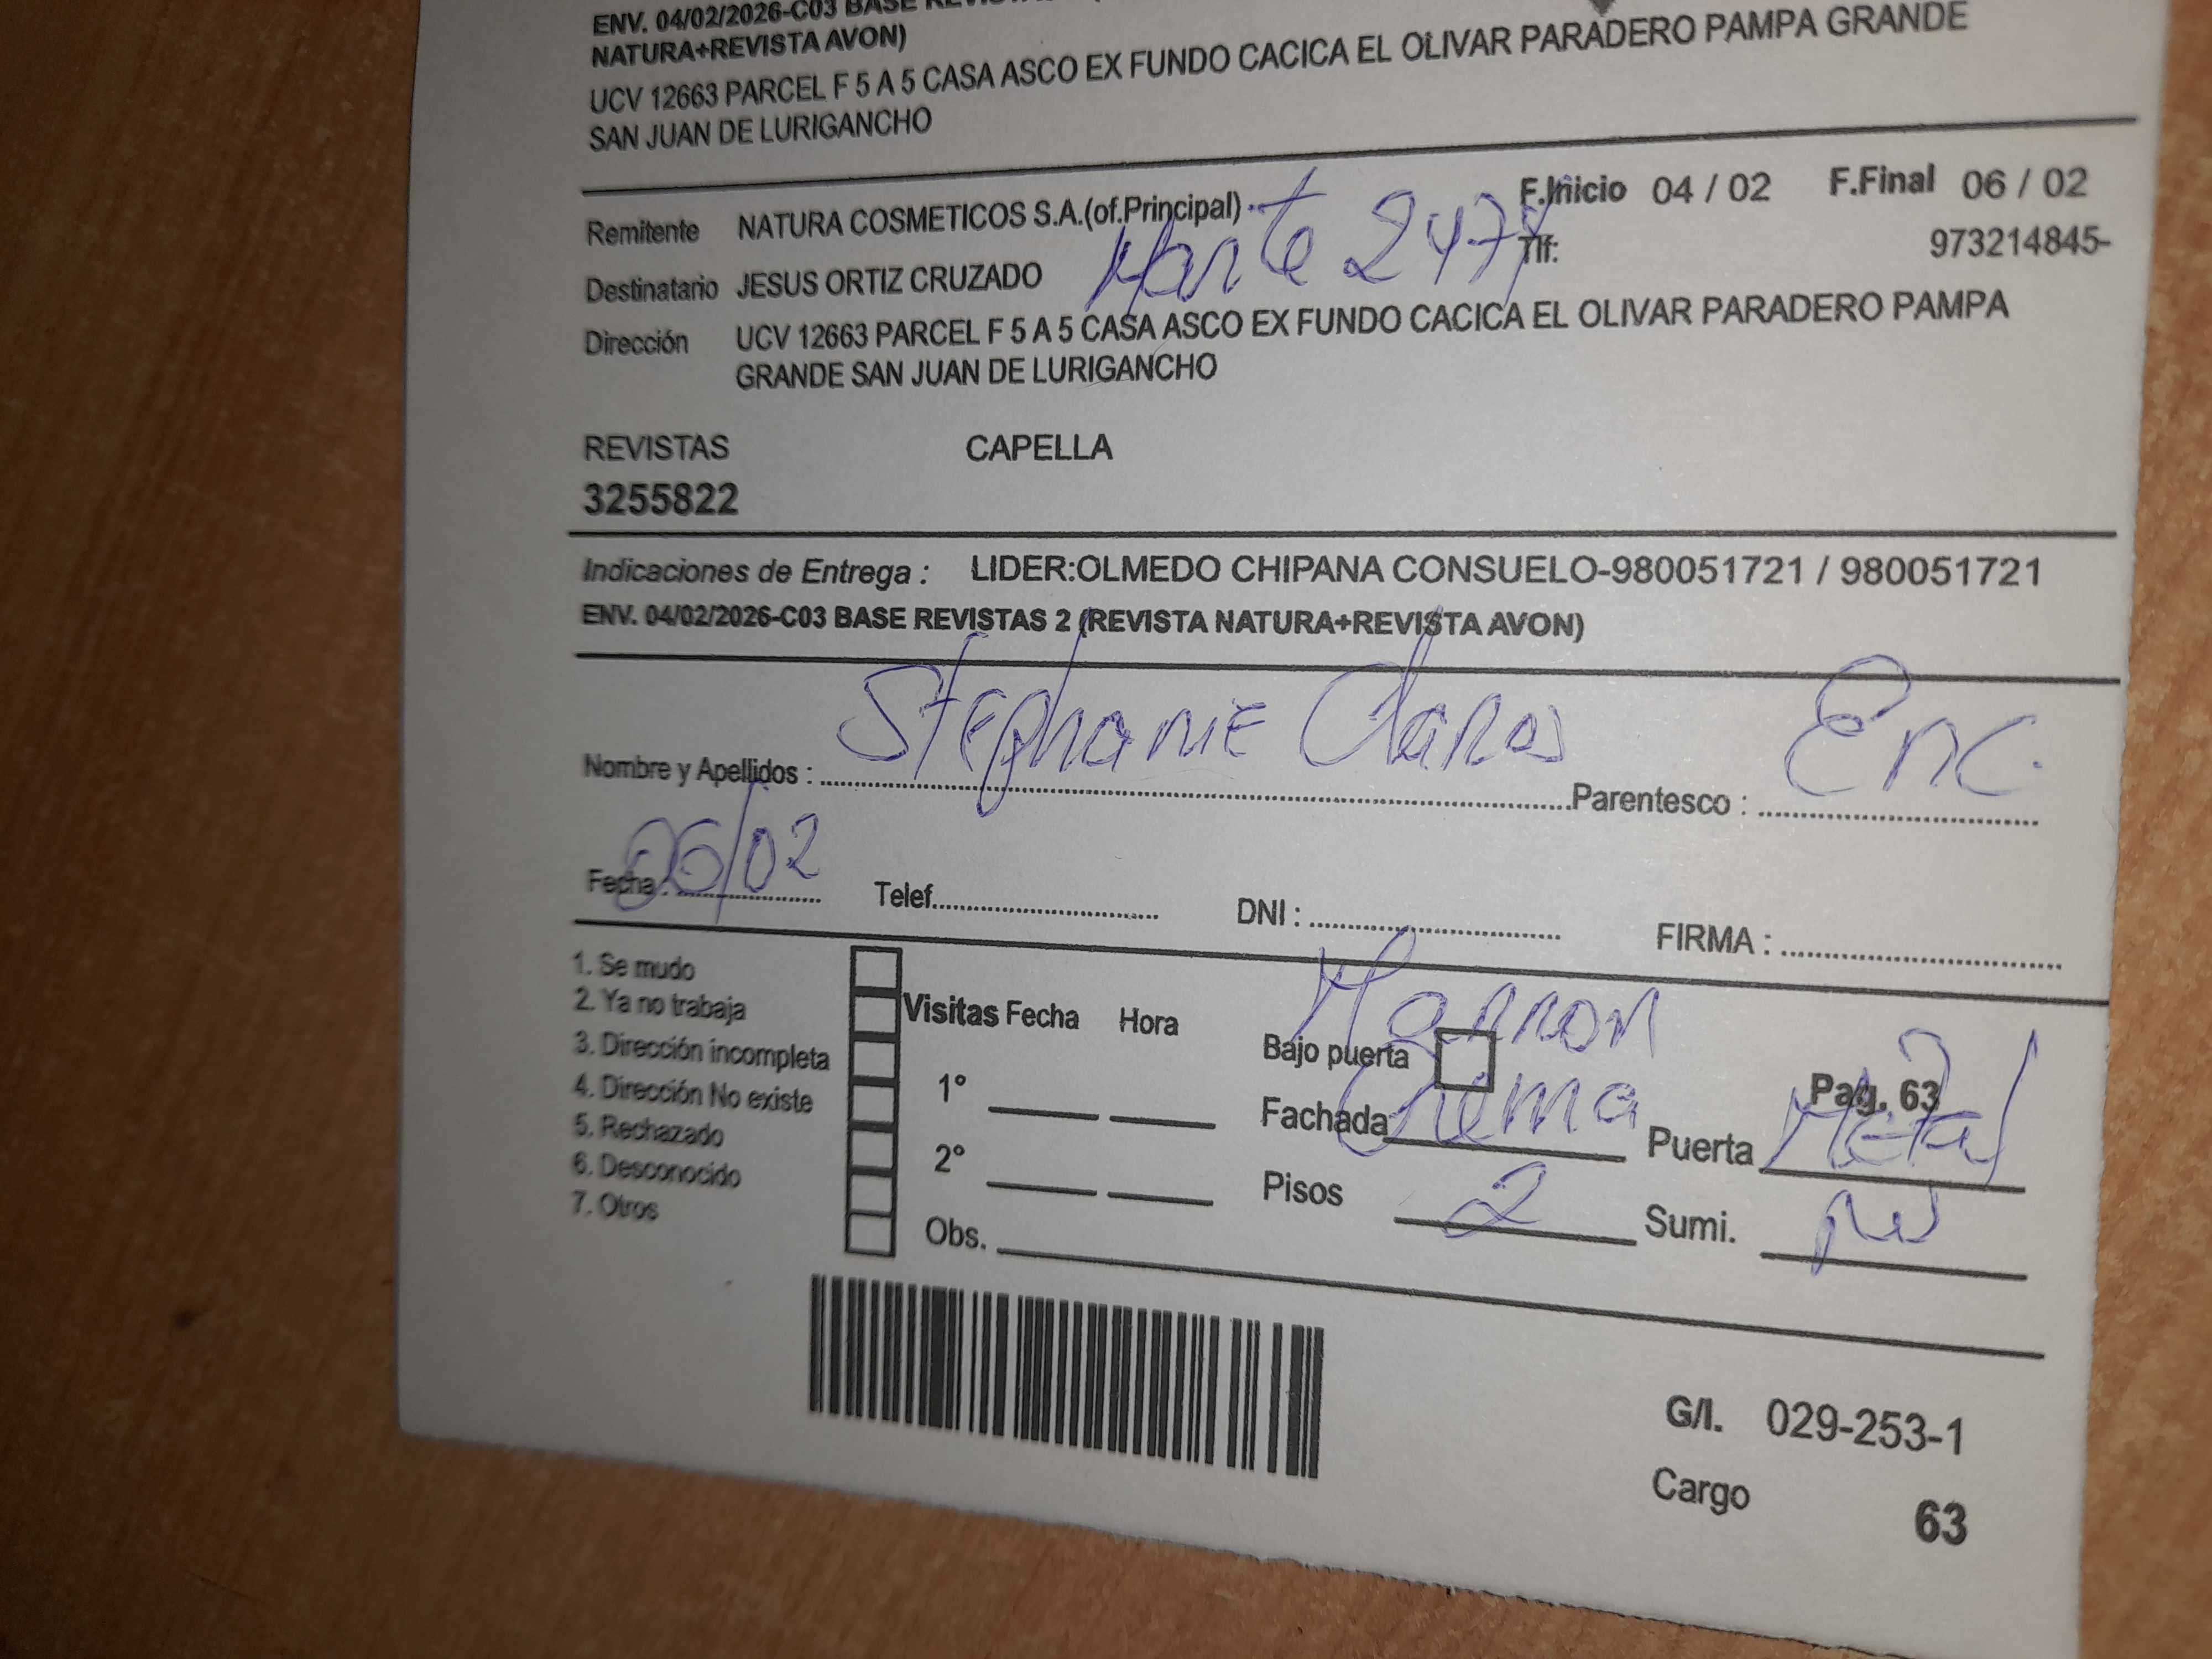 ENV. 04/02/2026-C03 BASE
NATURA+REVISTA AVON)
UCV 12663 PARCEL F 5 A 5 CASA ASCO EX FUNDO CACICA EL OLIVAR PARADERO PAMPA GRANDE
SAN JUAN DE LURIGANCHO
F.Inicio 04 / 02 F.Final 06 / 02
Remitente NATURA COSMETICOS S.A.(of.Principal)
Tlf: 973214845-
Destinatario JESUS ORTIZ CRUZADO
Dirección UCV 12663 PARCEL F 5 A 5 CASA ASCO EX FUNDO CACICA EL OLIVAR PARADERO PAMPA
GRANDE SAN JUAN DE LURIGANCHO
REVISTAS CAPELLA
3255822
Indicaciones de Entrega : LIDER:OLMEDO CHIPANA CONSUELO-980051721 / 980051721
ENV. 04/02/2026-C03 BASE REVISTAS 2 (REVISTA NATURA+REVISTA AVON)
Nombre y Apellidos : Stephanie Claros Parentesco : Enc.
Fecha : 06/02 Telef. DNI : FIRMA :
1. Se mudo
2. Ya no trabaja
3. Dirección incompleta
4. Dirección No existe
5. Rechazado
6. Desconocido
7. Otros
Visitas Fecha Hora
1°
2°
Obs.
Marron
Bajo puerta Pag. 63
Fachada Crema Puerta Metal
Pisos 2 Sumi.
G/I. 029-253-1
Cargo 63